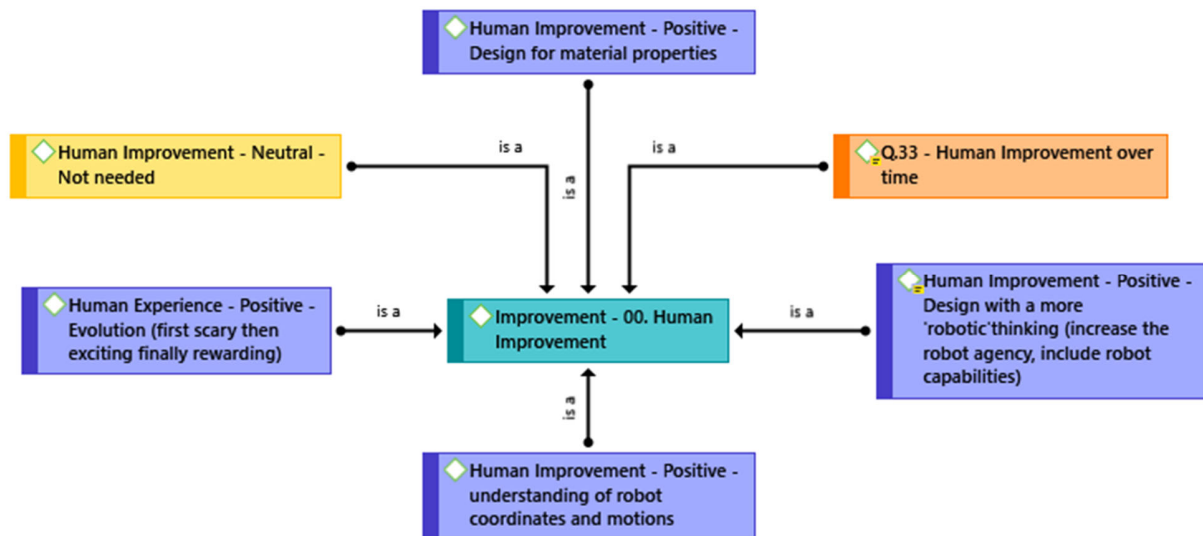 Human Improvement - Positive -
Design for material properties
Human Improvement - Neutral -
Not needed
is a
is a
is a
Q.33 - Human Improvement over
time
Human Experience - Positive -
Evolution (first scary then
exciting finally rewarding)
is a
Improvement - 00. Human
Improvement
is a
Human Improvement - Positive -
Design with a more
'robotic'thinking (increase the
robot agency, include robot
capabilities)
is a
Human Improvement - Positive -
understanding of robot
coordinates and motions